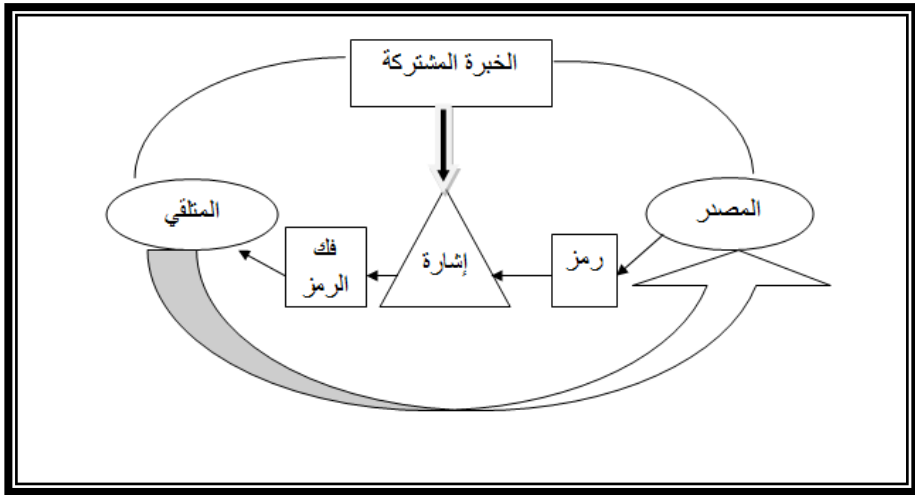 الخبرة المشتركة
المصدر
رمز
إشارة
فك
الرمز
المتلقي